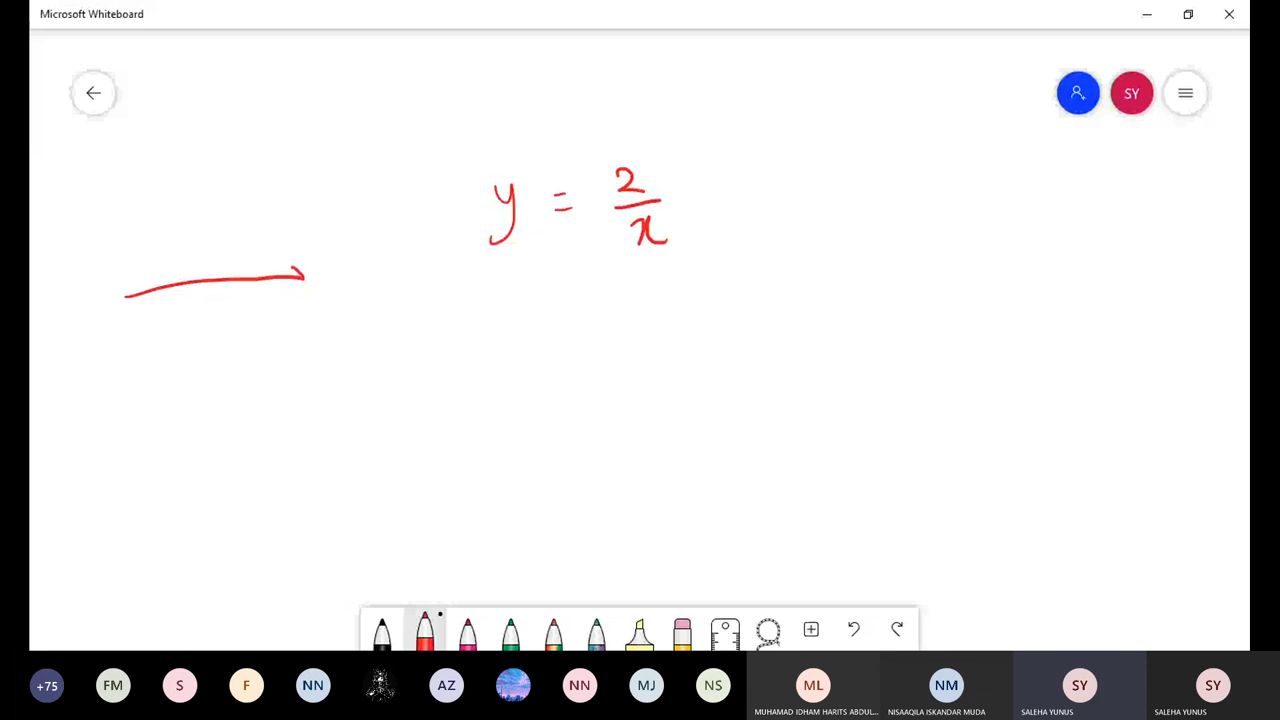 Microsoft Whiteboard
SY
y = 2/x
+75
FM
S
F
NN
AZ
NN
MJ
NS
ML
NM
SY
SY
MUHAMAD IDHAM HARITS ABDUL...
NISAAQILA ISKANDAR MUDA
SALEHA YUNUS
SALEHA YUNUS